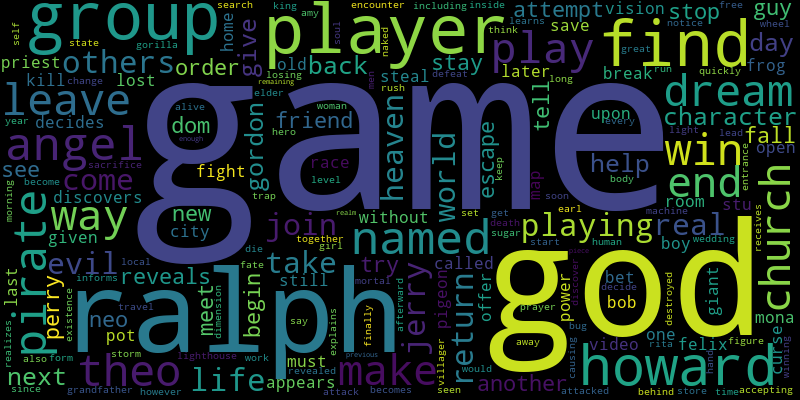 search king amy including encounter inside self state
group player attempt vision stop guy
priest others home give order old back stay gorilla naked soul think play find notice free wheel day
kill change lost losing rush remaining steal later long break run quickly frog
leave year decides elder men defeat tell save great dream
game
alive dom woman friend hero enough gordon heaven world escape upon every light lead character
angel sacrifice fight race level map keep help body win fall entrance open
see come discovers trap soon end room stu
morning way new city join without set get death sugar earl playing real machine boy wedding receives church
pirate given named start human
evil local reveals together girl realm die take try called offer power bet decide bob giant mona
last perry informs fate still mortal jerry pigeon return prayer discover piece god destroyed
ralph
existence neo travel dimension meet begin say explains finally afterward away bug one rite felix curse
realizes also form pot storm lighthouse must previous villager video causing hand figure winning
next theo life work appears revealed make another would howard
since grandfather however attack becomes seen attacked behind store time accepting